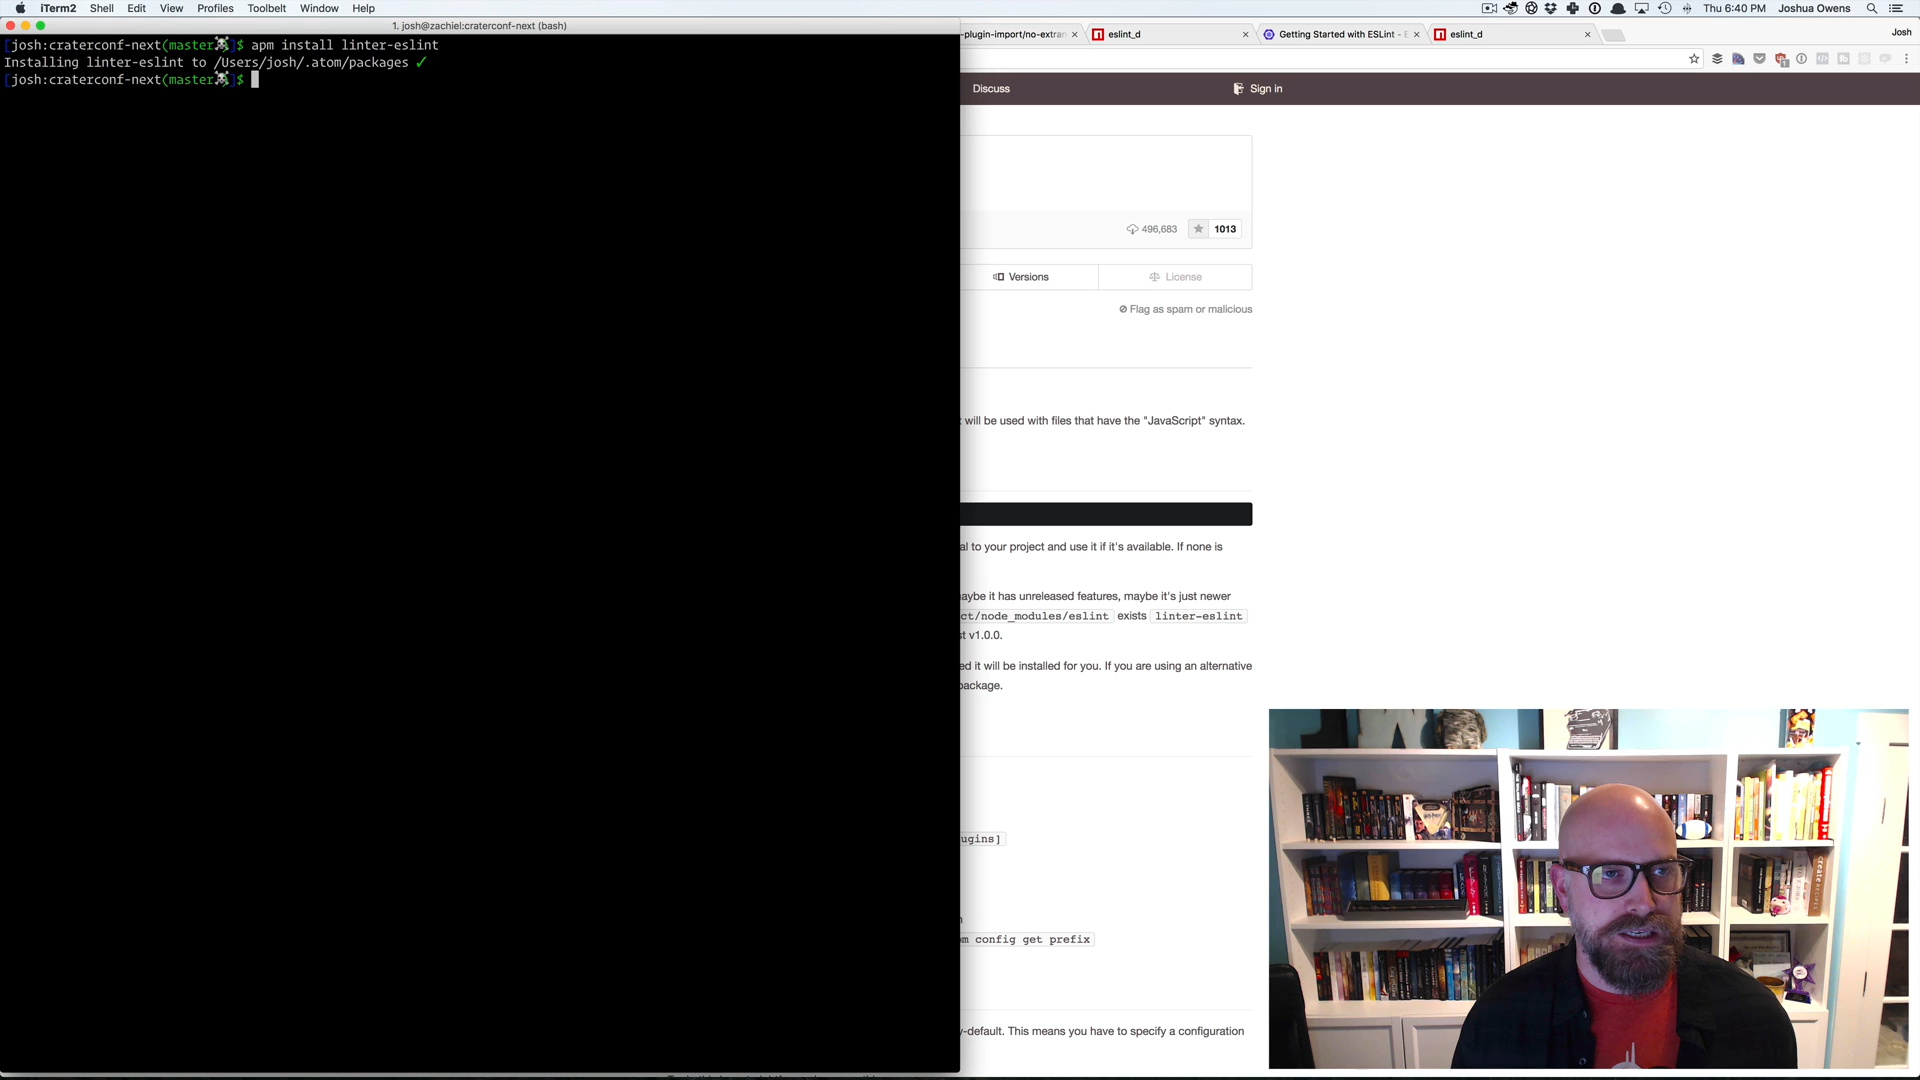 iTerm2 Shell Edit View Profiles Toolbelt Window Help
Thu 6:40 PM Joshua Owens
1. josh@zachiel:craterconf-next (bash)
-plugin-import/no-extran
eslint_d
Getting Started with ESLint - E
eslint_d
Josh
[josh:craterconf-next(master☠)]$ apm install linter-eslint
Installing linter-eslint to /Users/josh/.atom/packages ✓
[josh:craterconf-next(master☠)]$
Discuss
Sign in
496,683
1013
Versions
License
Flag as spam or malicious
will be used with files that have the "JavaScript" syntax.
al to your project and use it if it's available. If none is
aybe it has unreleased features, maybe it's just newer
ct/node_modules/eslint exists linter-eslint
st v1.0.0.
ed it will be installed for you. If you are using an alternative
package.
ugins]
m config get prefix
y-default. This means you have to specify a configuration